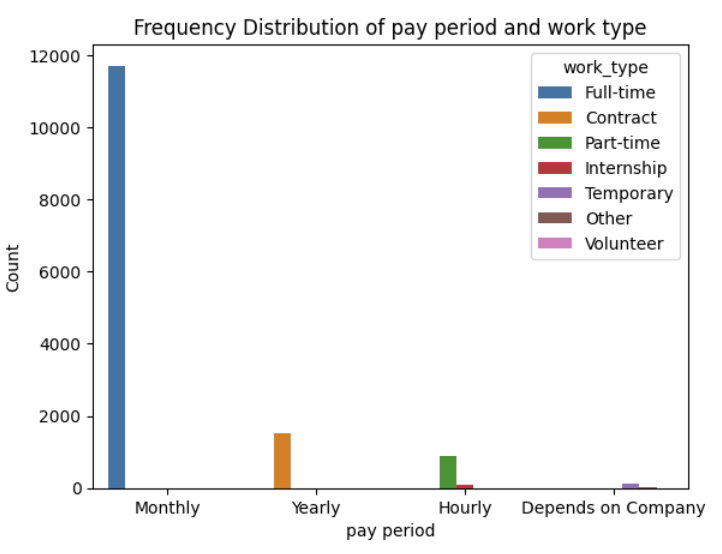 Frequency Distribution of pay period and work type
work_type
Full-time
Contract
Part-time
Internship
Temporary
Other
Volunteer
Count
12000
10000
8000
6000
4000
2000
0
Monthly Yearly Hourly Depends on Company
pay period